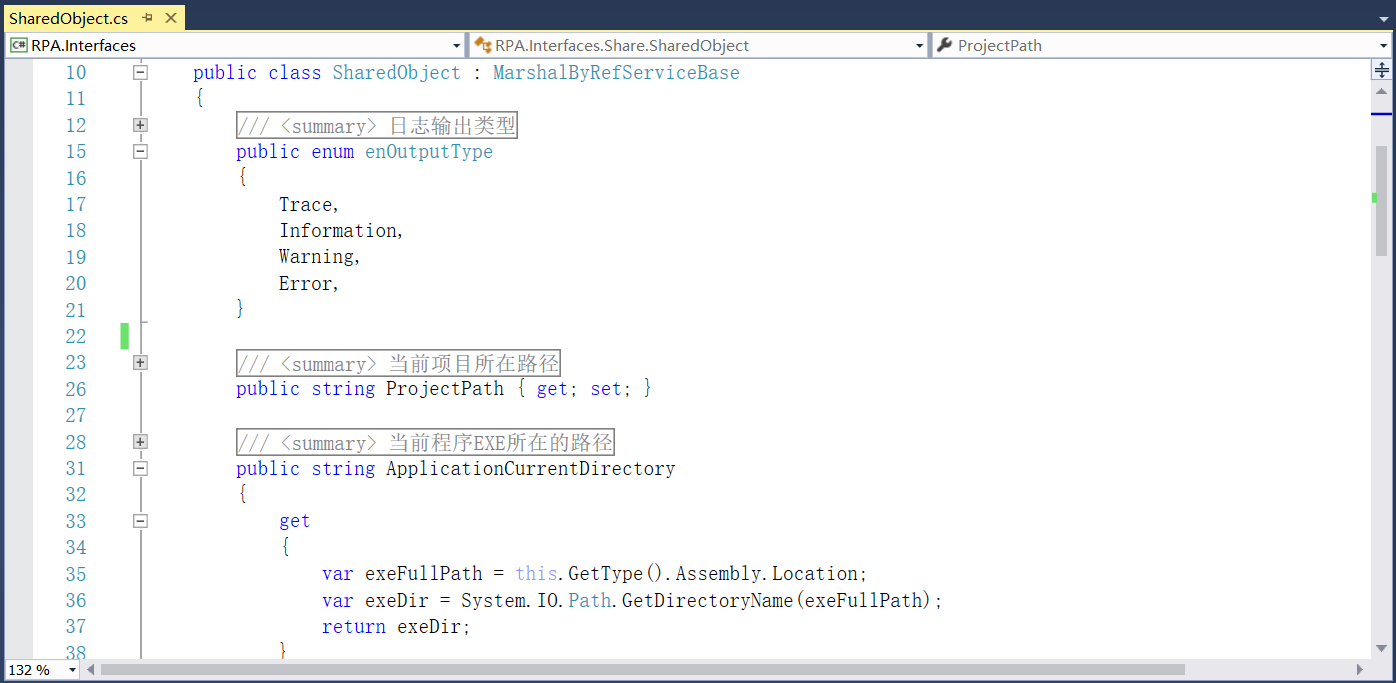 SharedObject.cs
C# RPA.Interfaces
RPA.Interfaces.Share.SharedObject
ProjectPath
10 public class SharedObject : MarshalByRefServiceBase
11 {
12 /// <summary> 日志输出类型
15 public enum enOutputType
16 {
17 Trace,
18 Information,
19 Warning,
20 Error,
21 }
22
23 /// <summary> 当前项目所在路径
26 public string ProjectPath { get; set; }
27
28 /// <summary> 当前程序EXE所在的路径
31 public string ApplicationCurrentDirectory
32 {
33 get
34 {
35 var exeFullPath = this.GetType().Assembly.Location;
36 var exeDir = System.IO.Path.GetDirectoryName(exeFullPath);
37 return exeDir;
38 }
132 %